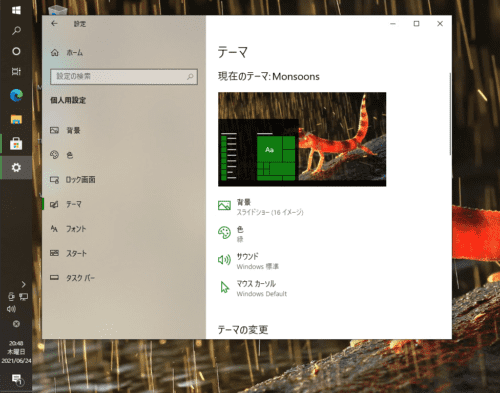 設定
ホーム
設定の検索
個人用設定
背景
色
ロック画面
テーマ
フォント
スタート
タスク バー
テーマ
現在のテーマ: Monsoons
Aa
背景
スライドショー (16 イメージ)
色
緑
サウンド
Windows 標準
マウス カーソル
Windows Default
テーマの変更
20:48
木曜日
2021/06/24
1